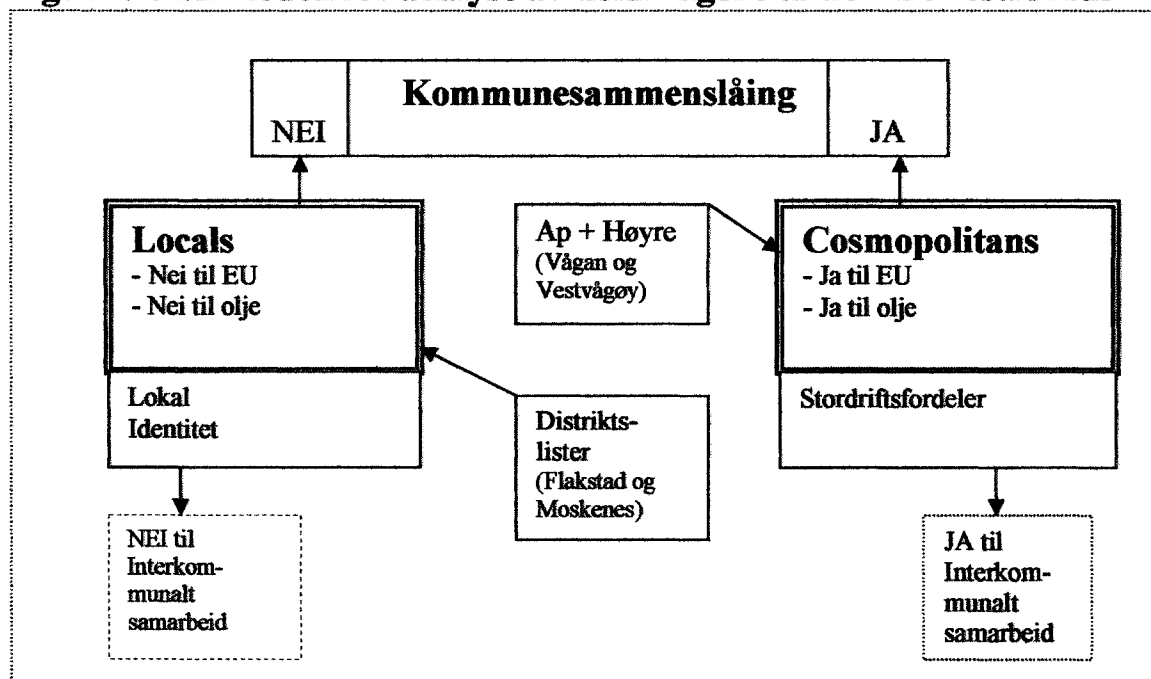 Kommunesammenslåing
NEI
JA
Locals
- Nei til EU
- Nei til olje
Lokal
Identitet
NEI til
Interkom-
munalt
samarbeid
Ap + Høyre
(Vågan og
Vestvågøy)
Distrikts-
lister
(Flakstad og
Moskenes)
Cosmopolitans
- Ja til EU
- Ja til olje
Stordriftsfordeler
JA til
Interkom-
munalt
samarbeid